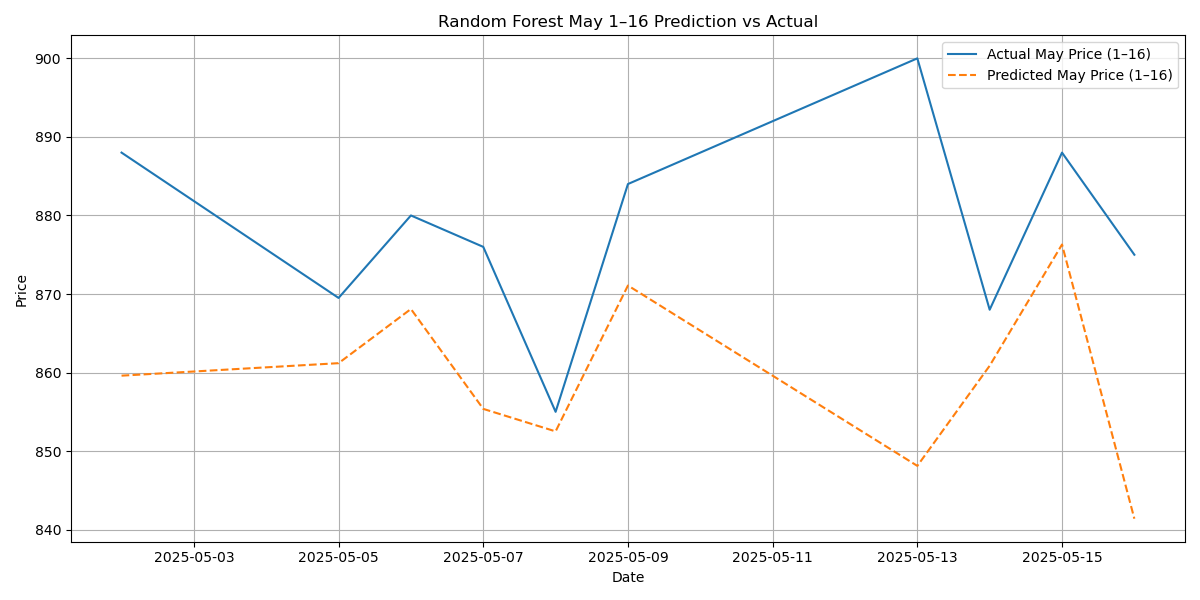 Random Forest May 1–16 Prediction vs Actual
Actual May Price (1–16)
Predicted May Price (1–16)
Price
900
890
880
870
860
850
840
2025-05-03
2025-05-05
2025-05-07
2025-05-09
2025-05-11
2025-05-13
2025-05-15
Date